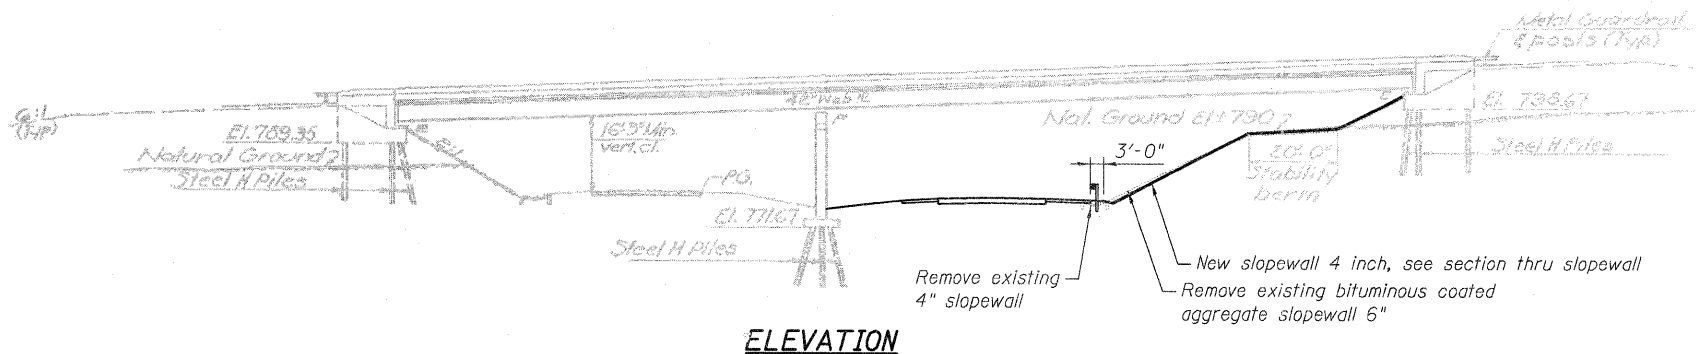 Metal Guardrail
& posts (Typ)
42" Web ℞
E
P
E
El. 789.35
16'-3" Min.
vert. cl.
Nat. Ground El ± 790
El. 798.67
Natural Ground
3'-0"
20'-0"
Stability
berm
Steel H Piles
Steel H Piles
P.G.
El. 771.67
Steel H Piles
Remove existing
4" slopewall
New slopewall 4 inch, see section thru slopewall
Remove existing bituminous coated
aggregate slopewall 6"
ELEVATION